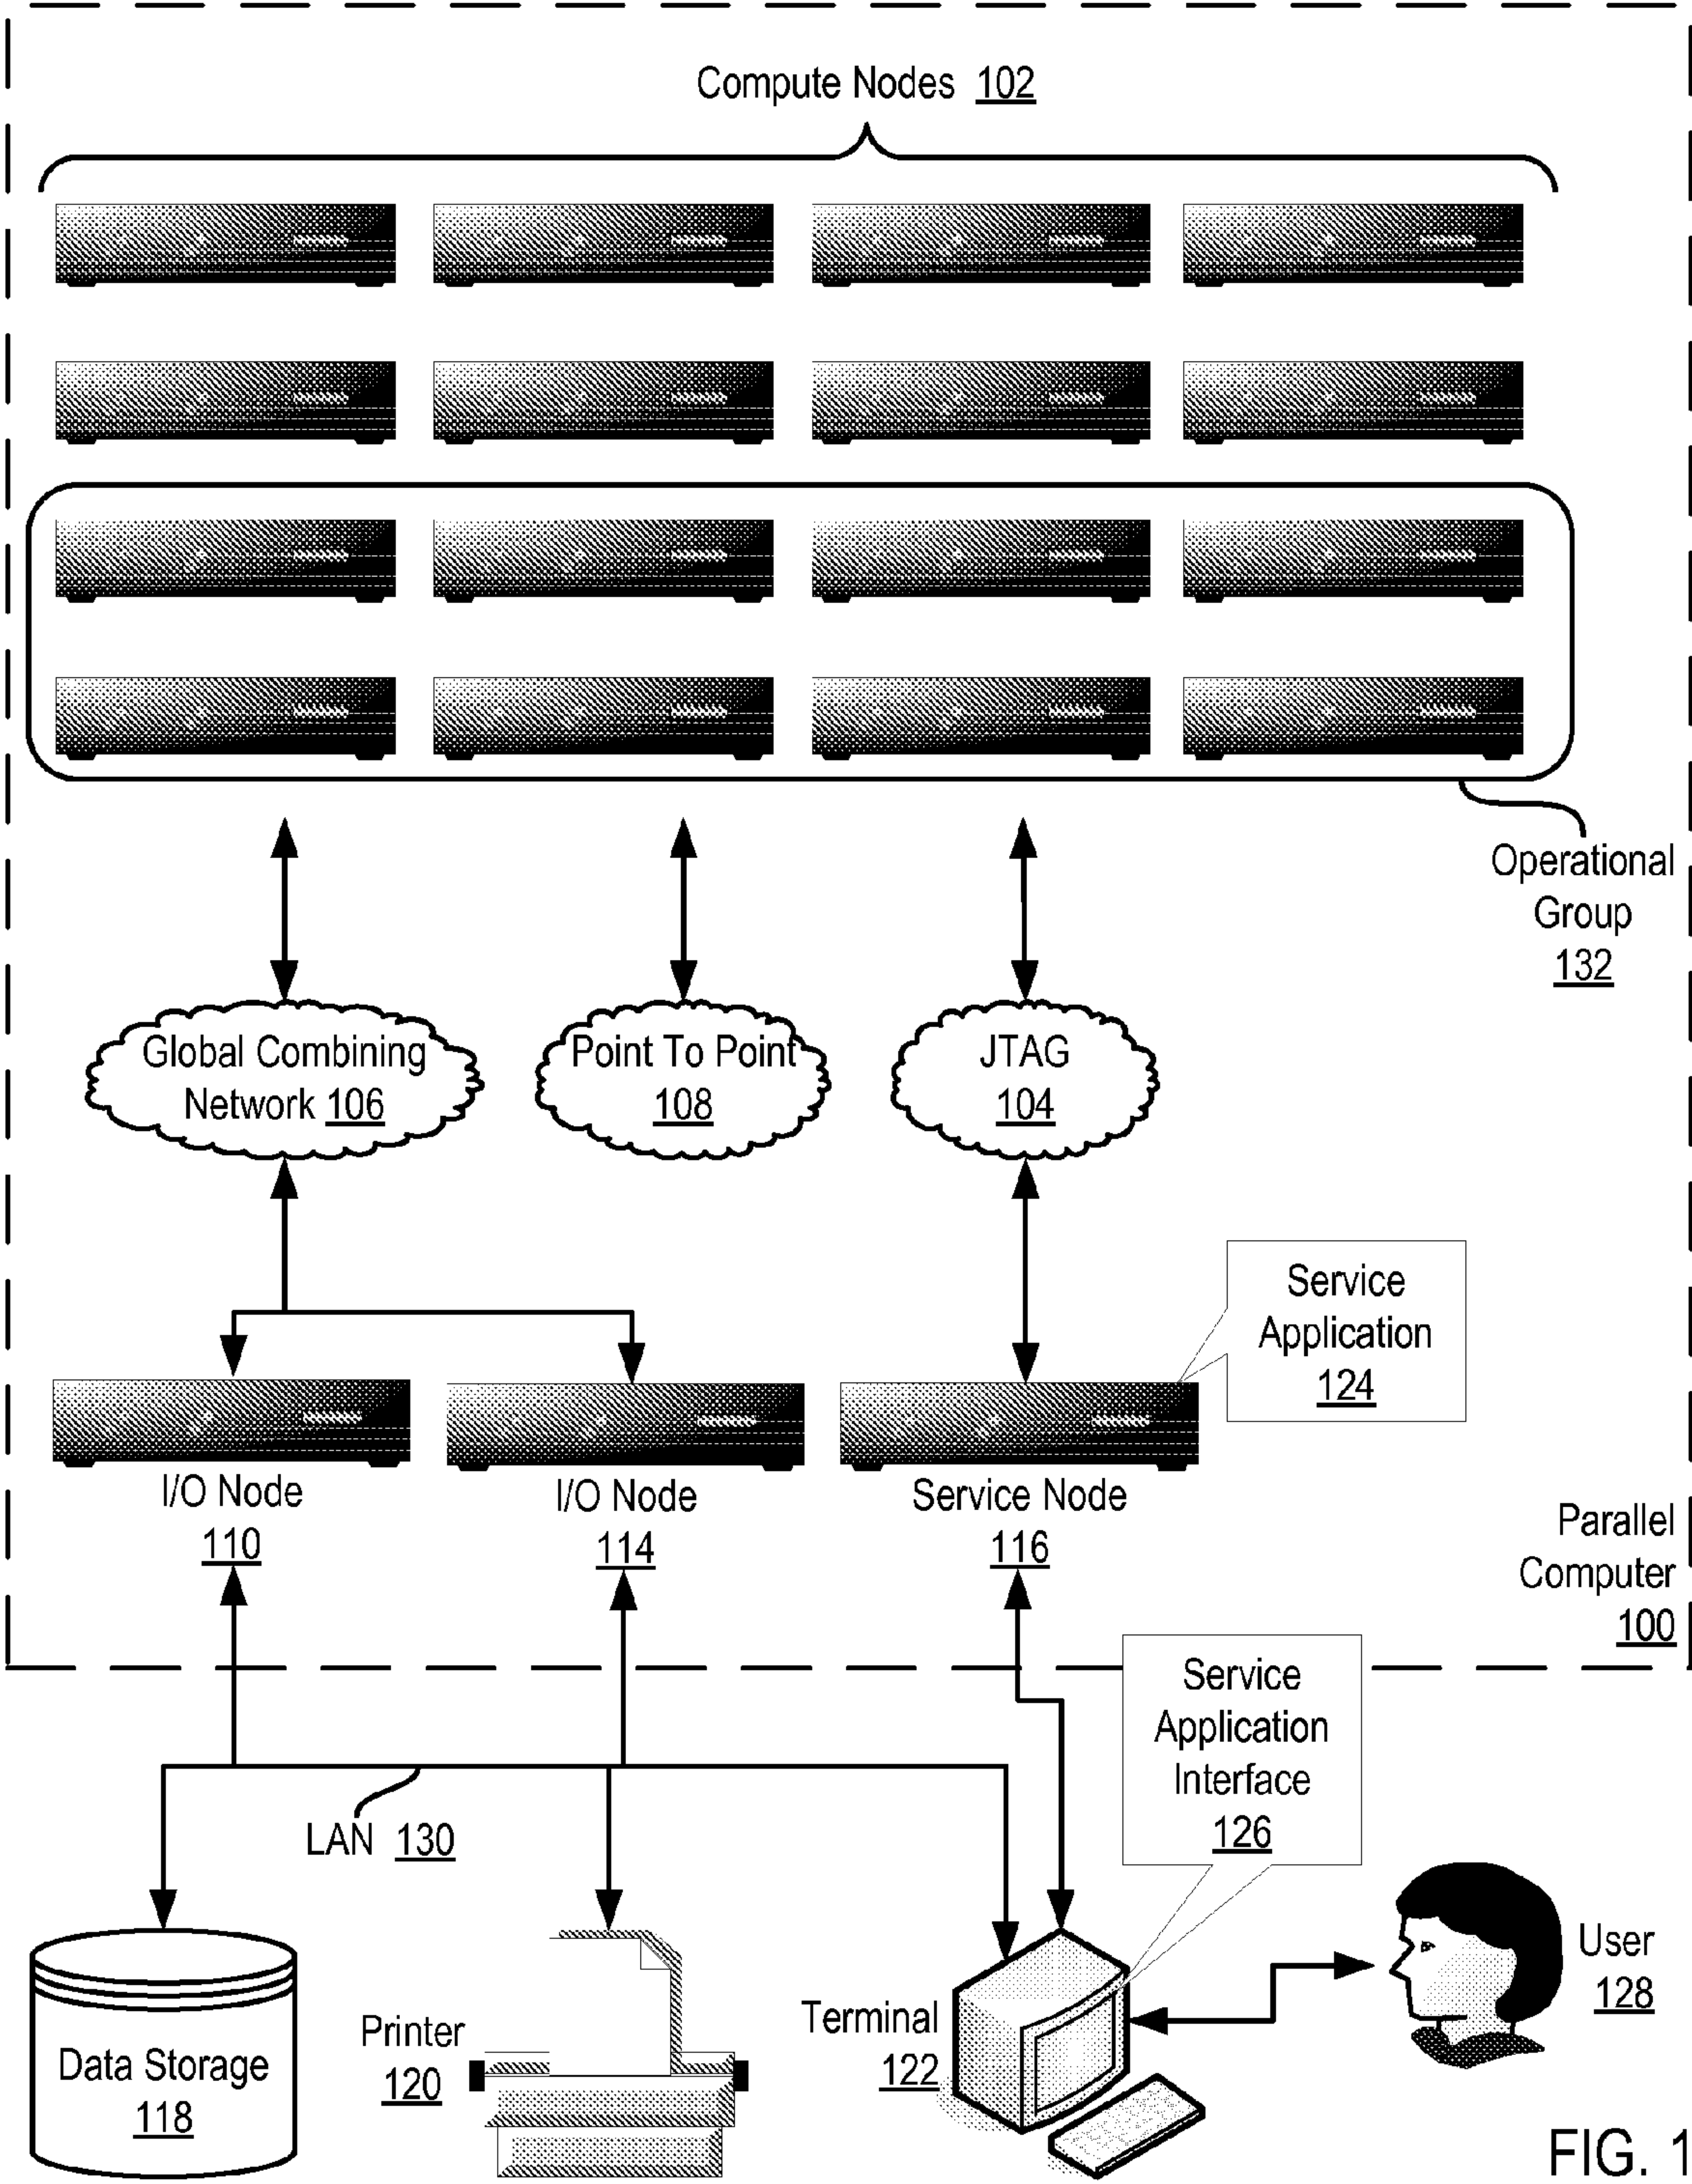 Compute Nodes 102
Operational
Group
132
Global Combining
Network 106
Point To Point
108
JTAG
104
Service
Application
124
I/O Node
110
I/O Node
114
Service Node
116
Parallel
Computer
100
Service
Application
Interface
126
LAN 130
Data Storage
118
Printer
120
Terminal
122
User
128
FIG. 1